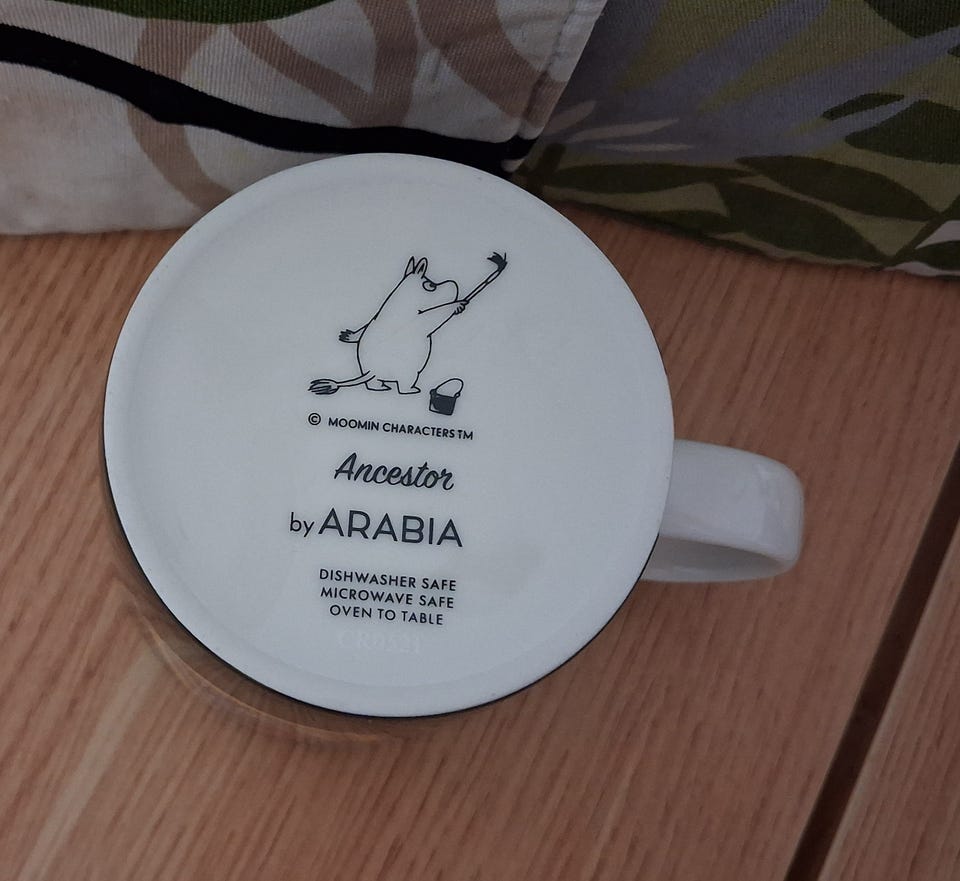 © MOOMIN CHARACTERS TM
Ancestor
by ARABIA
DISHWASHER SAFE
MICROWAVE SAFE
OVEN TO TABLE